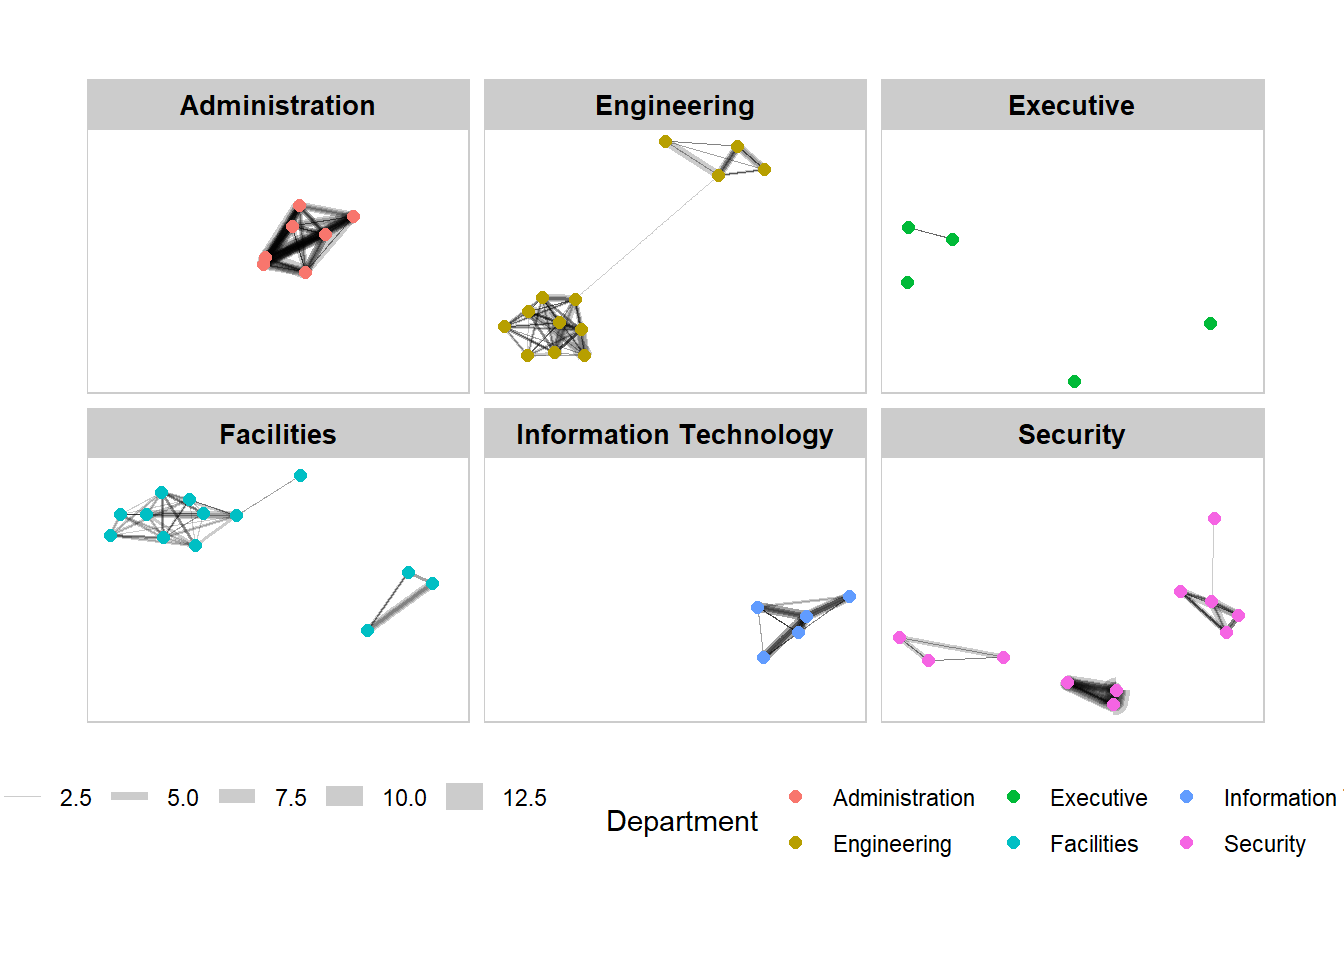 Administration
Engineering
Executive
Facilities
Information Technology
Security
2.5 5.0 7.5 10.0 12.5
Department
Administration Executive Information
Engineering Facilities Security